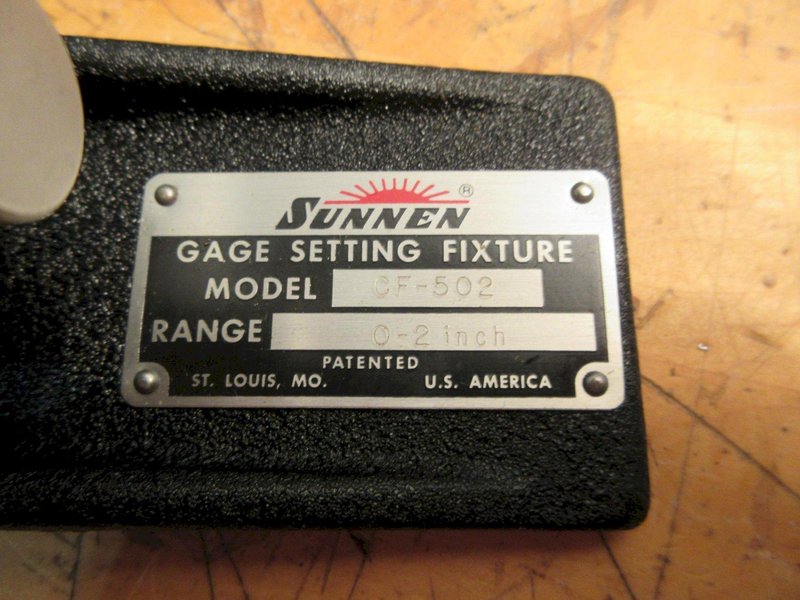 SUNNEN ®
GAGE SETTING FIXTURE
MODEL CF-502
RANGE 0-2 inch
PATENTED
ST. LOUIS, MO. U.S. AMERICA